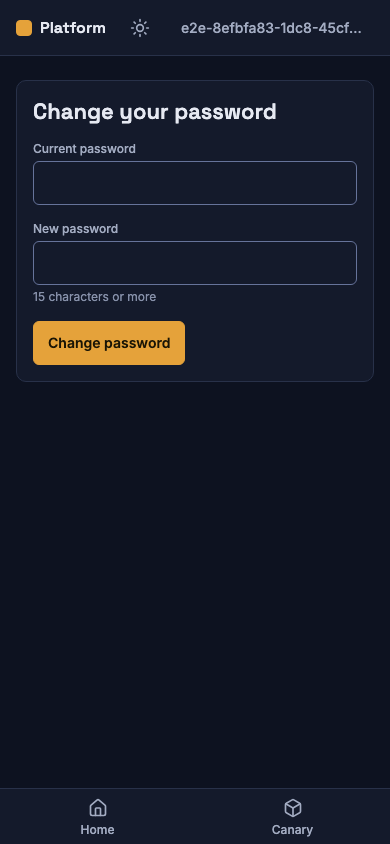 Platform
e2e-8efbfa83-1dc8-45cf...
Change your password
Current password
New password
15 characters or more
Change password
Home
Canary